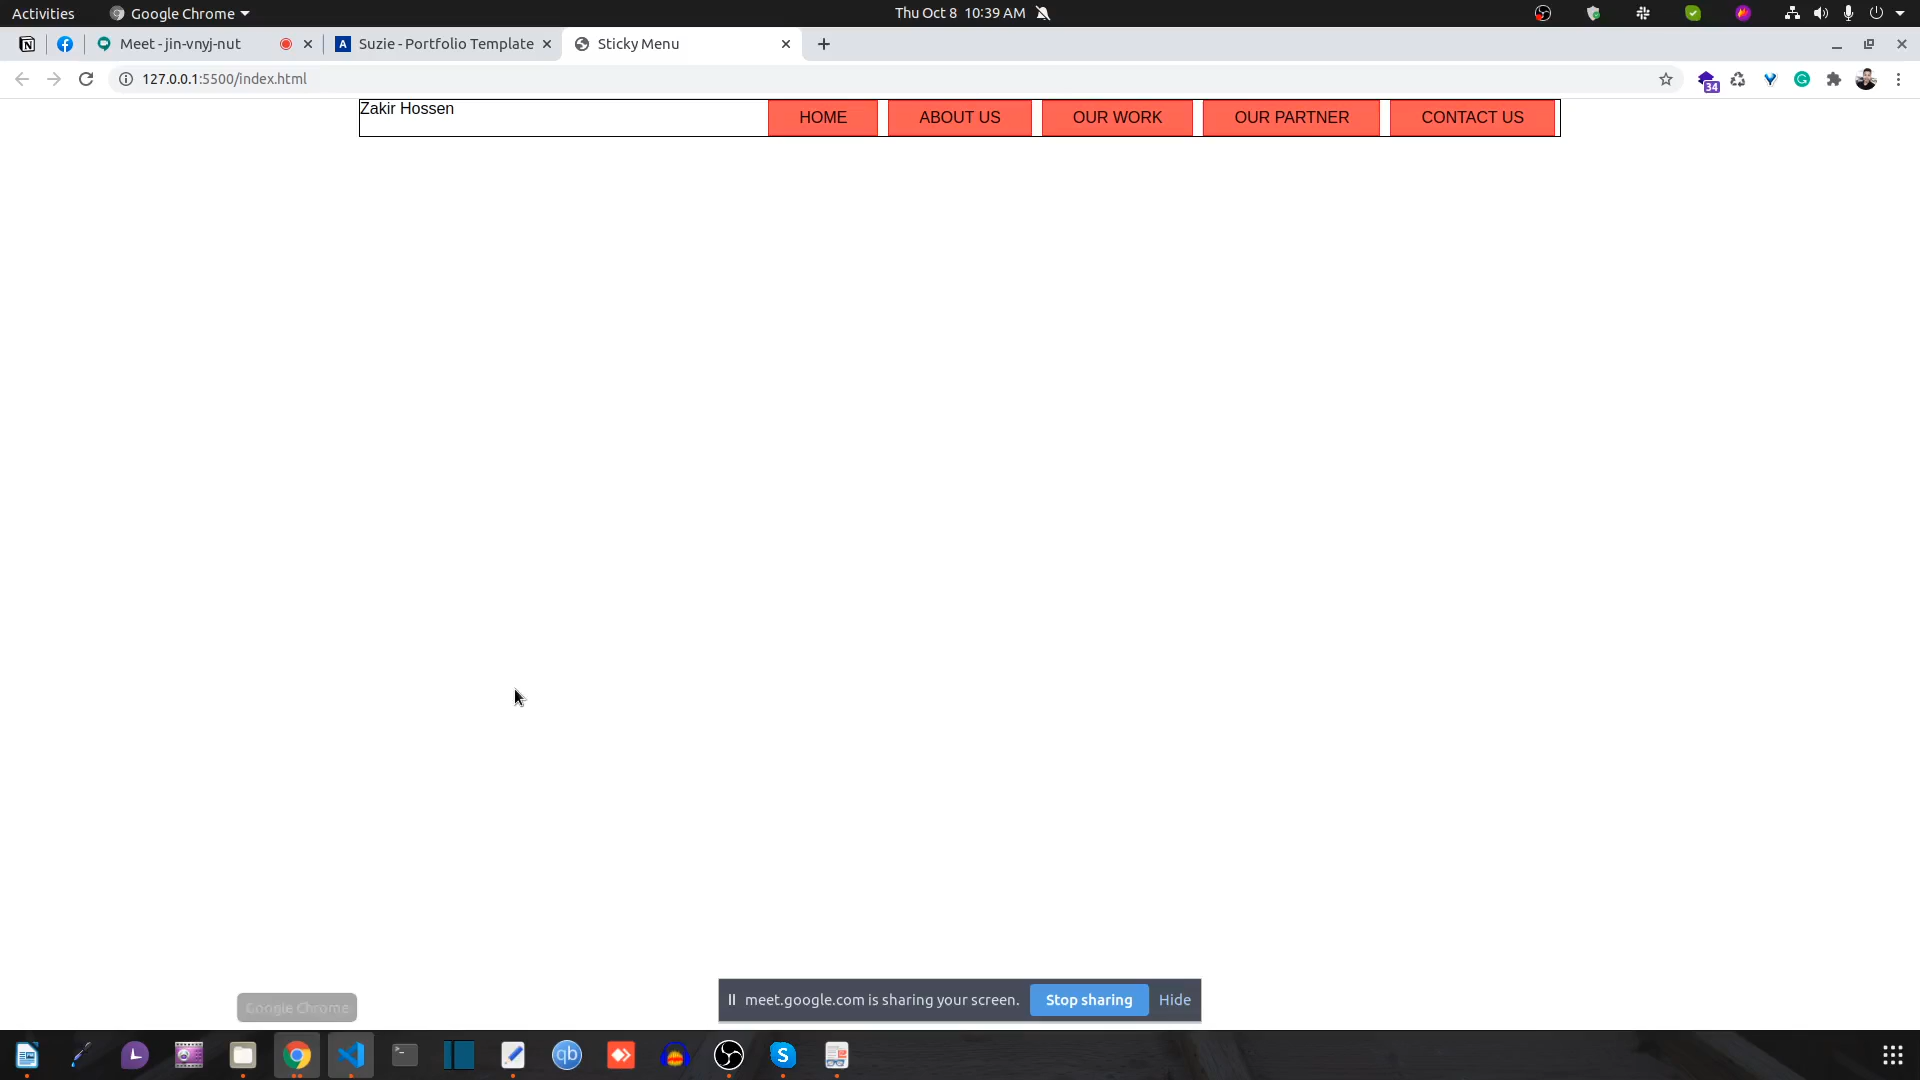 Activities
Google Chrome
Thu Oct 8 10:39 AM
Meet - jin-vnyj-nut
A
Suzie - Portfolio Template
Sticky Menu
127.0.0.1:5500/index.html
34
Zakir Hossen
HOME
ABOUT US
OUR WORK
OUR PARTNER
CONTACT US
Google Chrome
meet.google.com is sharing your screen.
Stop sharing
Hide
qb
S